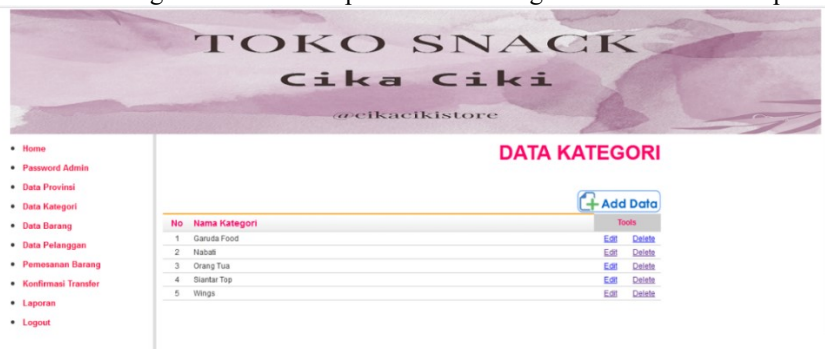 TOKO SNACK
Cika Ciki
@cikacikistore
Home
Password Admin
Data Provinsi
Data Kategori
Data Barang
Data Pelanggan
Pemesanan Barang
Konfirmasi Transfer
Laporan
Logout
DATA KATEGORI
Add Data
No Nama Kategori Tools
1 Garuda Food Edit Delete
2 Nabati Edit Delete
3 Orang Tua Edit Delete
4 Siantar Top Edit Delete
5 Wings Edit Delete